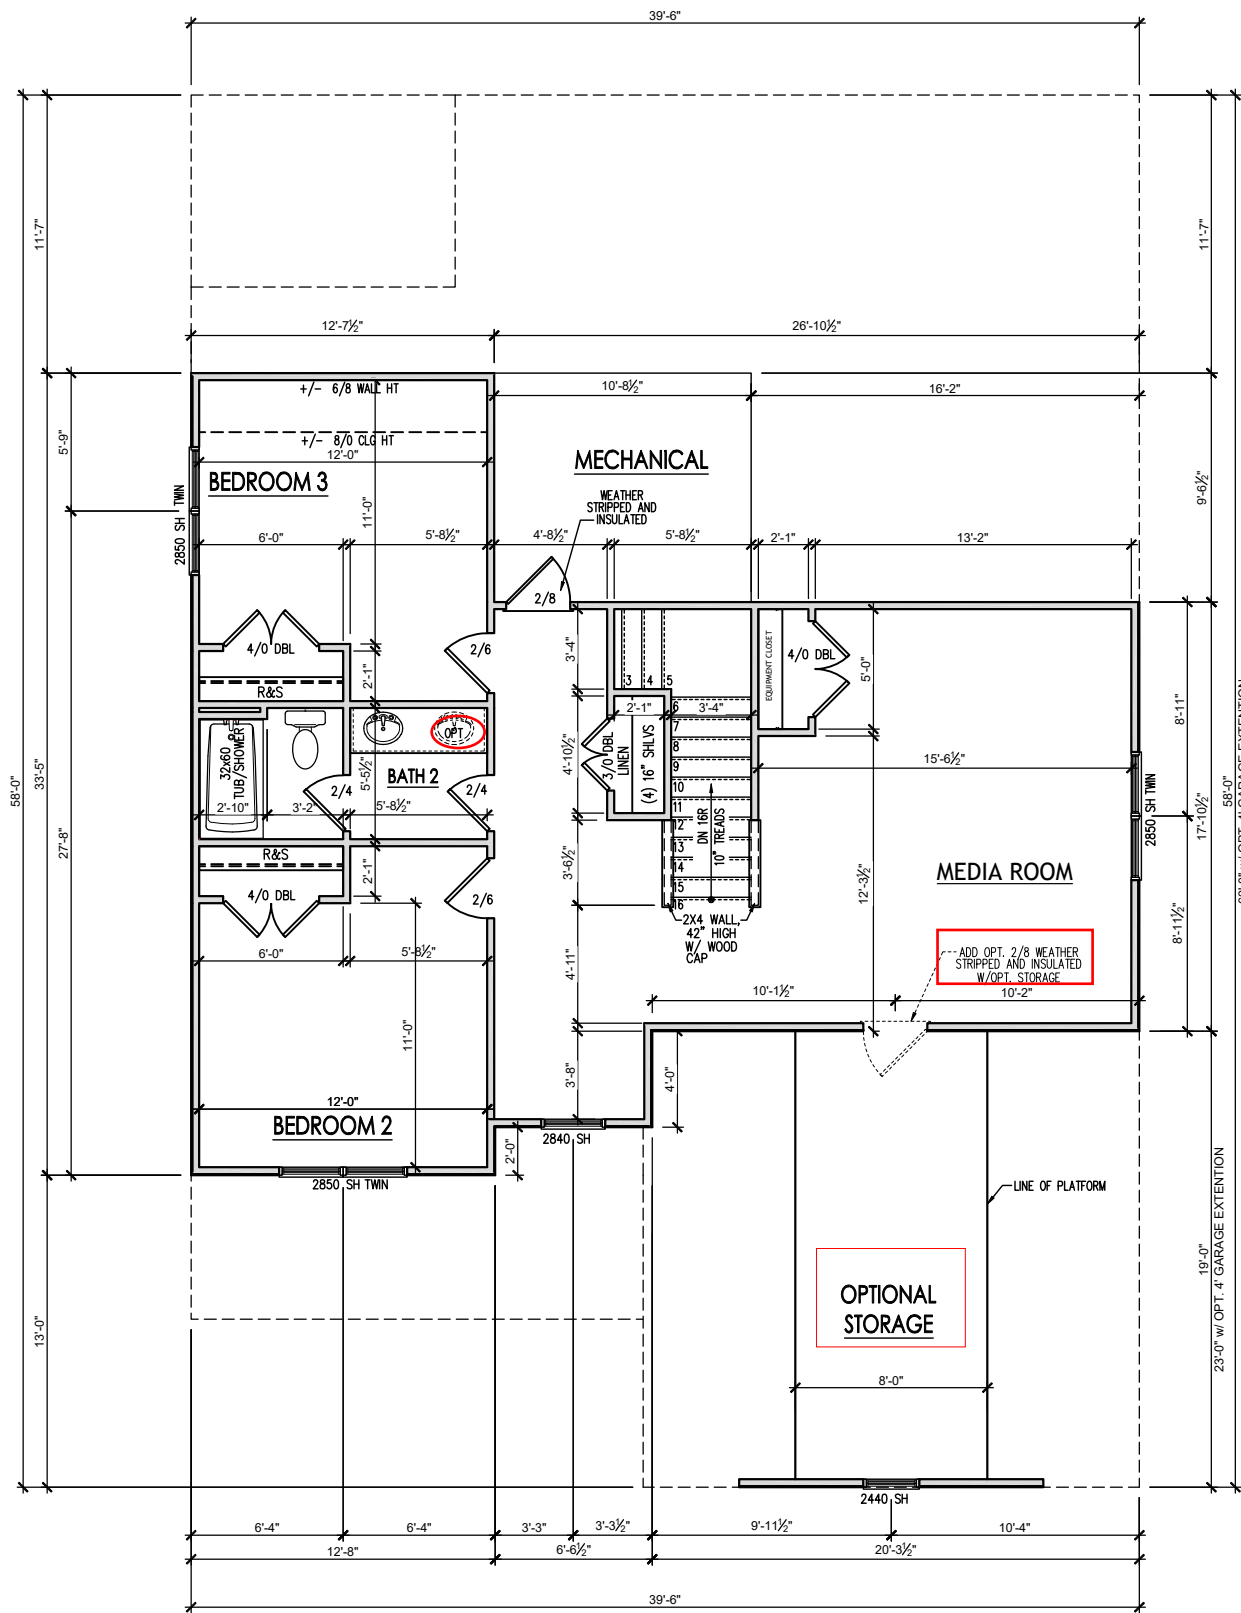 39'-6"
11'-7"
11'-7"
12'-7½"
26'-10½"
+/- 6/8 WALL HT
10'-8½"
16'-2"
5'-9"
+/- 8/0 CLG HT
12'-0"
MECHANICAL
BEDROOM 3
9'-6½"
WEATHER
STRIPPED AND
INSULATED
2850 SH TWIN
11'-0"
6'-0"
5'-8½"
4'-8½"
5'-8½"
2'-1"
13'-2"
2/8
4/0 DBL
2/6
3'-4"
EQUIPMENT CLOSET
4/0 DBL
5'-0"
2'-1"
R&S
3
4
5
2'-1"
3'-4"
6
7
8
9
10
11
12
13
14
15
16
OPT
8'-11"
32x60
TUB/SHOWER
5'-5½"
BATH 2
4'-10½"
3/0 DBL
LINEN
(4) 16" SHLVS
15'-6½"
58'-0"
33'-5"
2/4
2/4
2'-10"
3'-2"
5'-8½"
DN 16R
10" TREADS
2850 SH TWIN
17'-10½"
58'-0"
27'-8"
R&S
2'-1"
4/0 DBL
2/6
3'-6½"
12'-3½"
MEDIA ROOM
2X4 WALL,
42" HIGH
W/ WOOD
CAP
8'-11½"
6'-0"
5'-8½"
4'-11"
ADD OPT. 2/8 WEATHER
STRIPPED AND INSULATED
W/OPT. STORAGE
10'-1½"
10'-2"
11'-0"
3'-8"
4'-0"
12'-0"
BEDROOM 2
2840 SH
2'-0"
2850 SH TWIN
LINE OF PLATFORM
13'-0"
19'-0"
23'-0" w/ OPT. 4' GARAGE EXTENTION
OPTIONAL
STORAGE
8'-0"
2440 SH
6'-4"
6'-4"
3'-3"
3'-3½"
9'-11½"
10'-4"
12'-8"
6'-6½"
20'-3½"
39'-6"